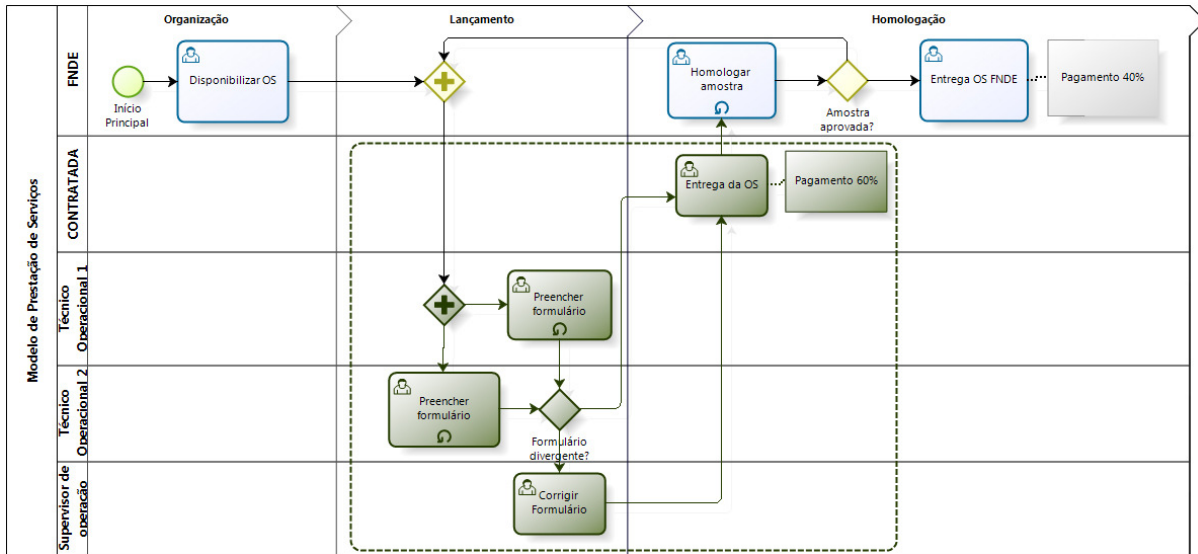 Organização
Lançamento
Homologação
Modelo de Prestação de Serviços
FNDE
Início
Principal
Disponibilizar OS
Homologar
amostra
Amostra
aprovada?
Entrega OS FNDE
Pagamento 40%
CONTRATADA
Entrega da OS
Pagamento 60%
Técnico
Operacional 1
Preencher
formulário
Técnico
Operacional 2
Preencher
formulário
Formulário
divergente?
Supervisor de
operação
Corrigir
Formulário